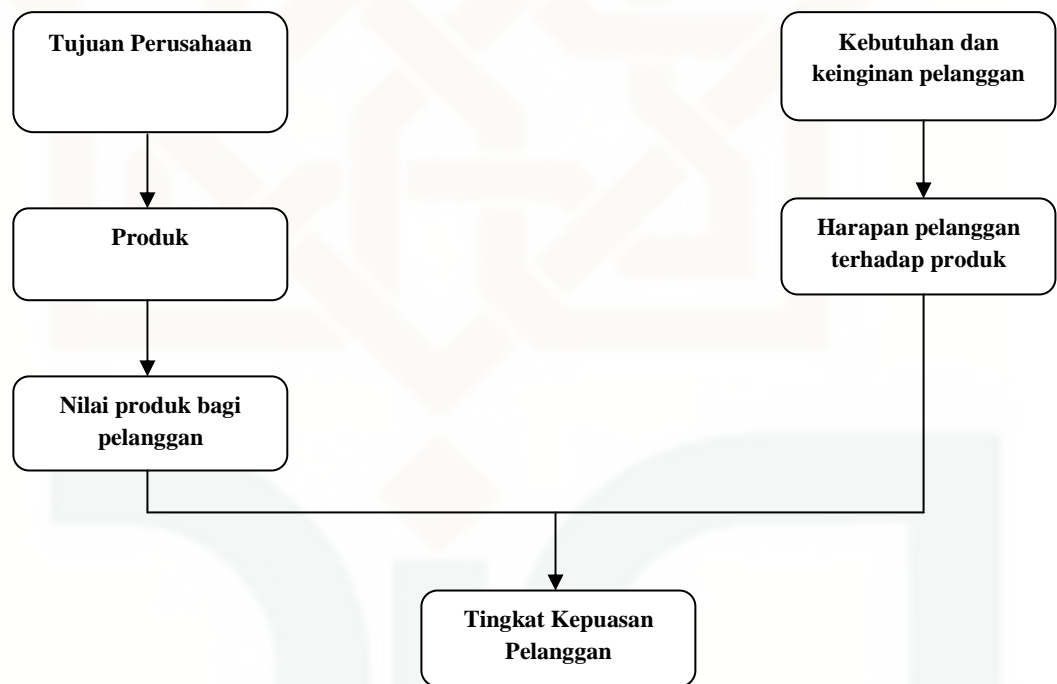 Tujuan Perusahaan
Kebutuhan dan
keinginan pelanggan
Produk
Harapan pelanggan
terhadap produk
Nilai produk bagi
pelanggan
Tingkat Kepuasan
Pelanggan